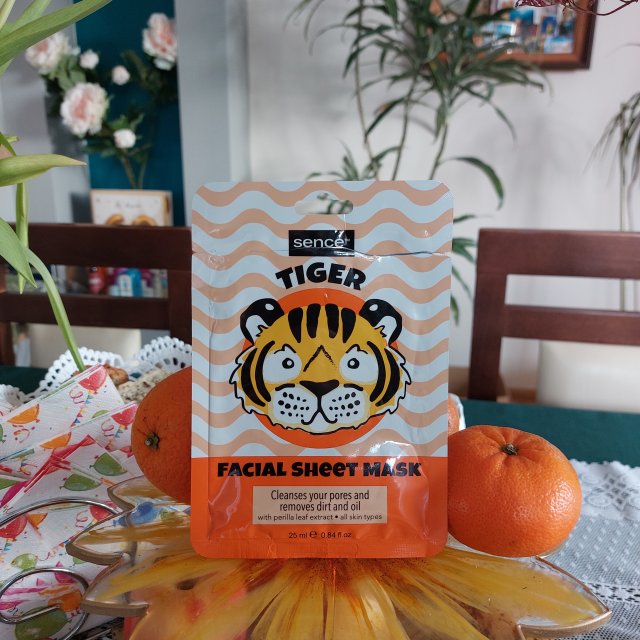 sence
TIGER
FACIAL SHEET MASK
Cleanses your pores and
removes dirt and oil
with perilla leaf extract • all skin types
25 ml ℮ 0.84 fl oz